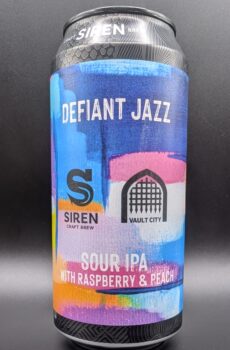 SIREN
DEFIANT JAZZ
SIREN
CRAFT BREW
VAULT CITY
SOUR IPA
WITH RASPBERRY & PEACH